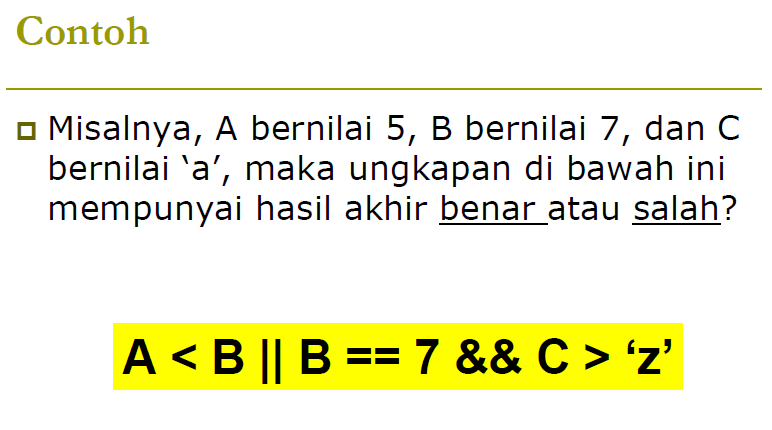 Contoh
Misalnya, A bernilai 5, B bernilai 7, dan C
bernilai ‘a’, maka ungkapan di bawah ini
mempunyai hasil akhir benar atau salah?
A < B || B == 7 && C > ‘z’